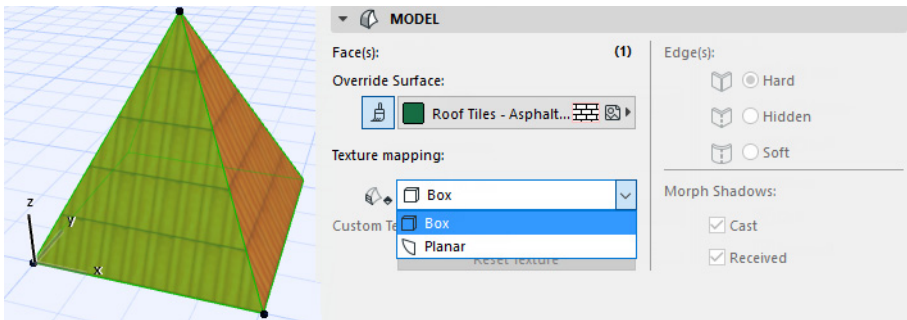 MODEL
Face(s): (1)
Override Surface:
Roof Tiles - Asphalt...
Texture mapping:
Box
Custom Te
Box
Planar
Reset Texture
Edge(s):
Hard
Hidden
Soft
Morph Shadows:
Cast
Received
z
y
x